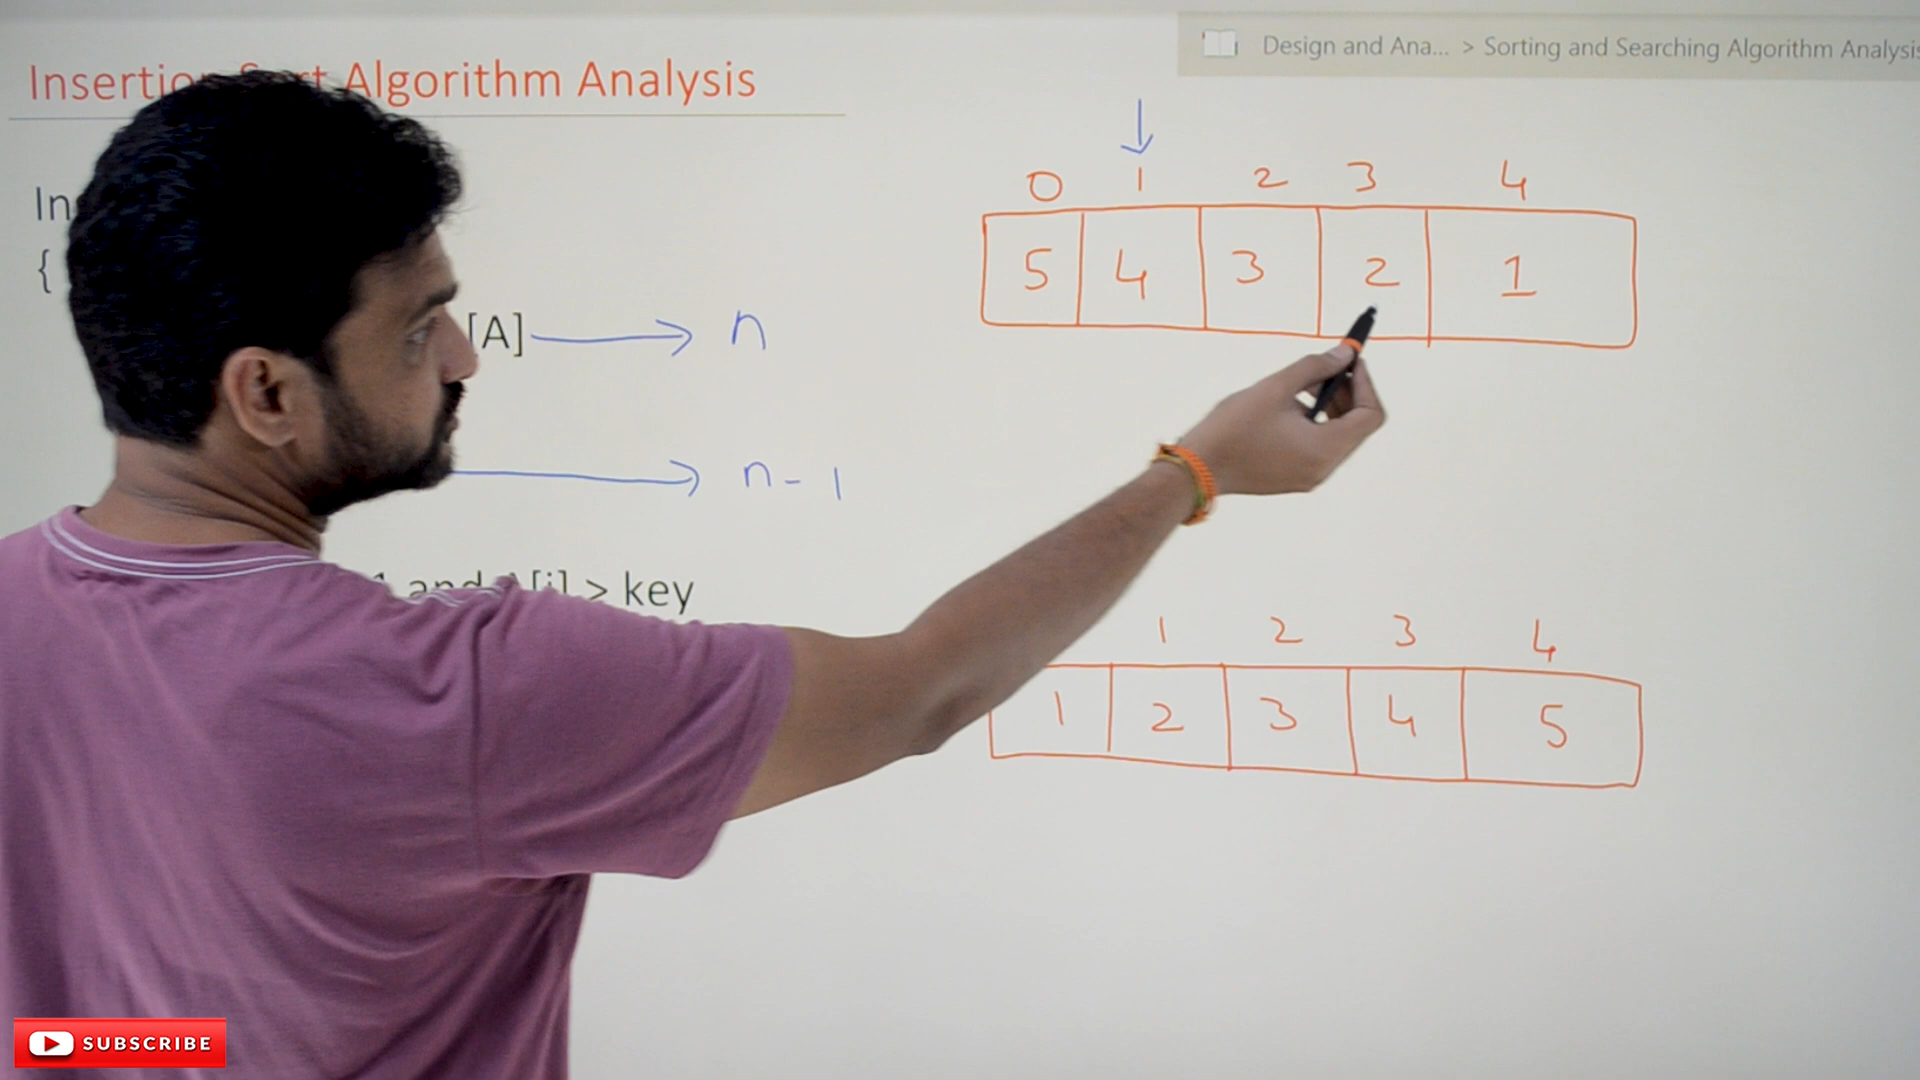 Insertion Sort Algorithm Analysis
Design and Ana... > Sorting and Searching Algorithm Analysis
In
{
[A] → n
→ n-1
and A[i] > key
0 1 2 3 4
5 4 3 2 1
1 2 3 4
1 2 3 4 5
SUBSCRIBE